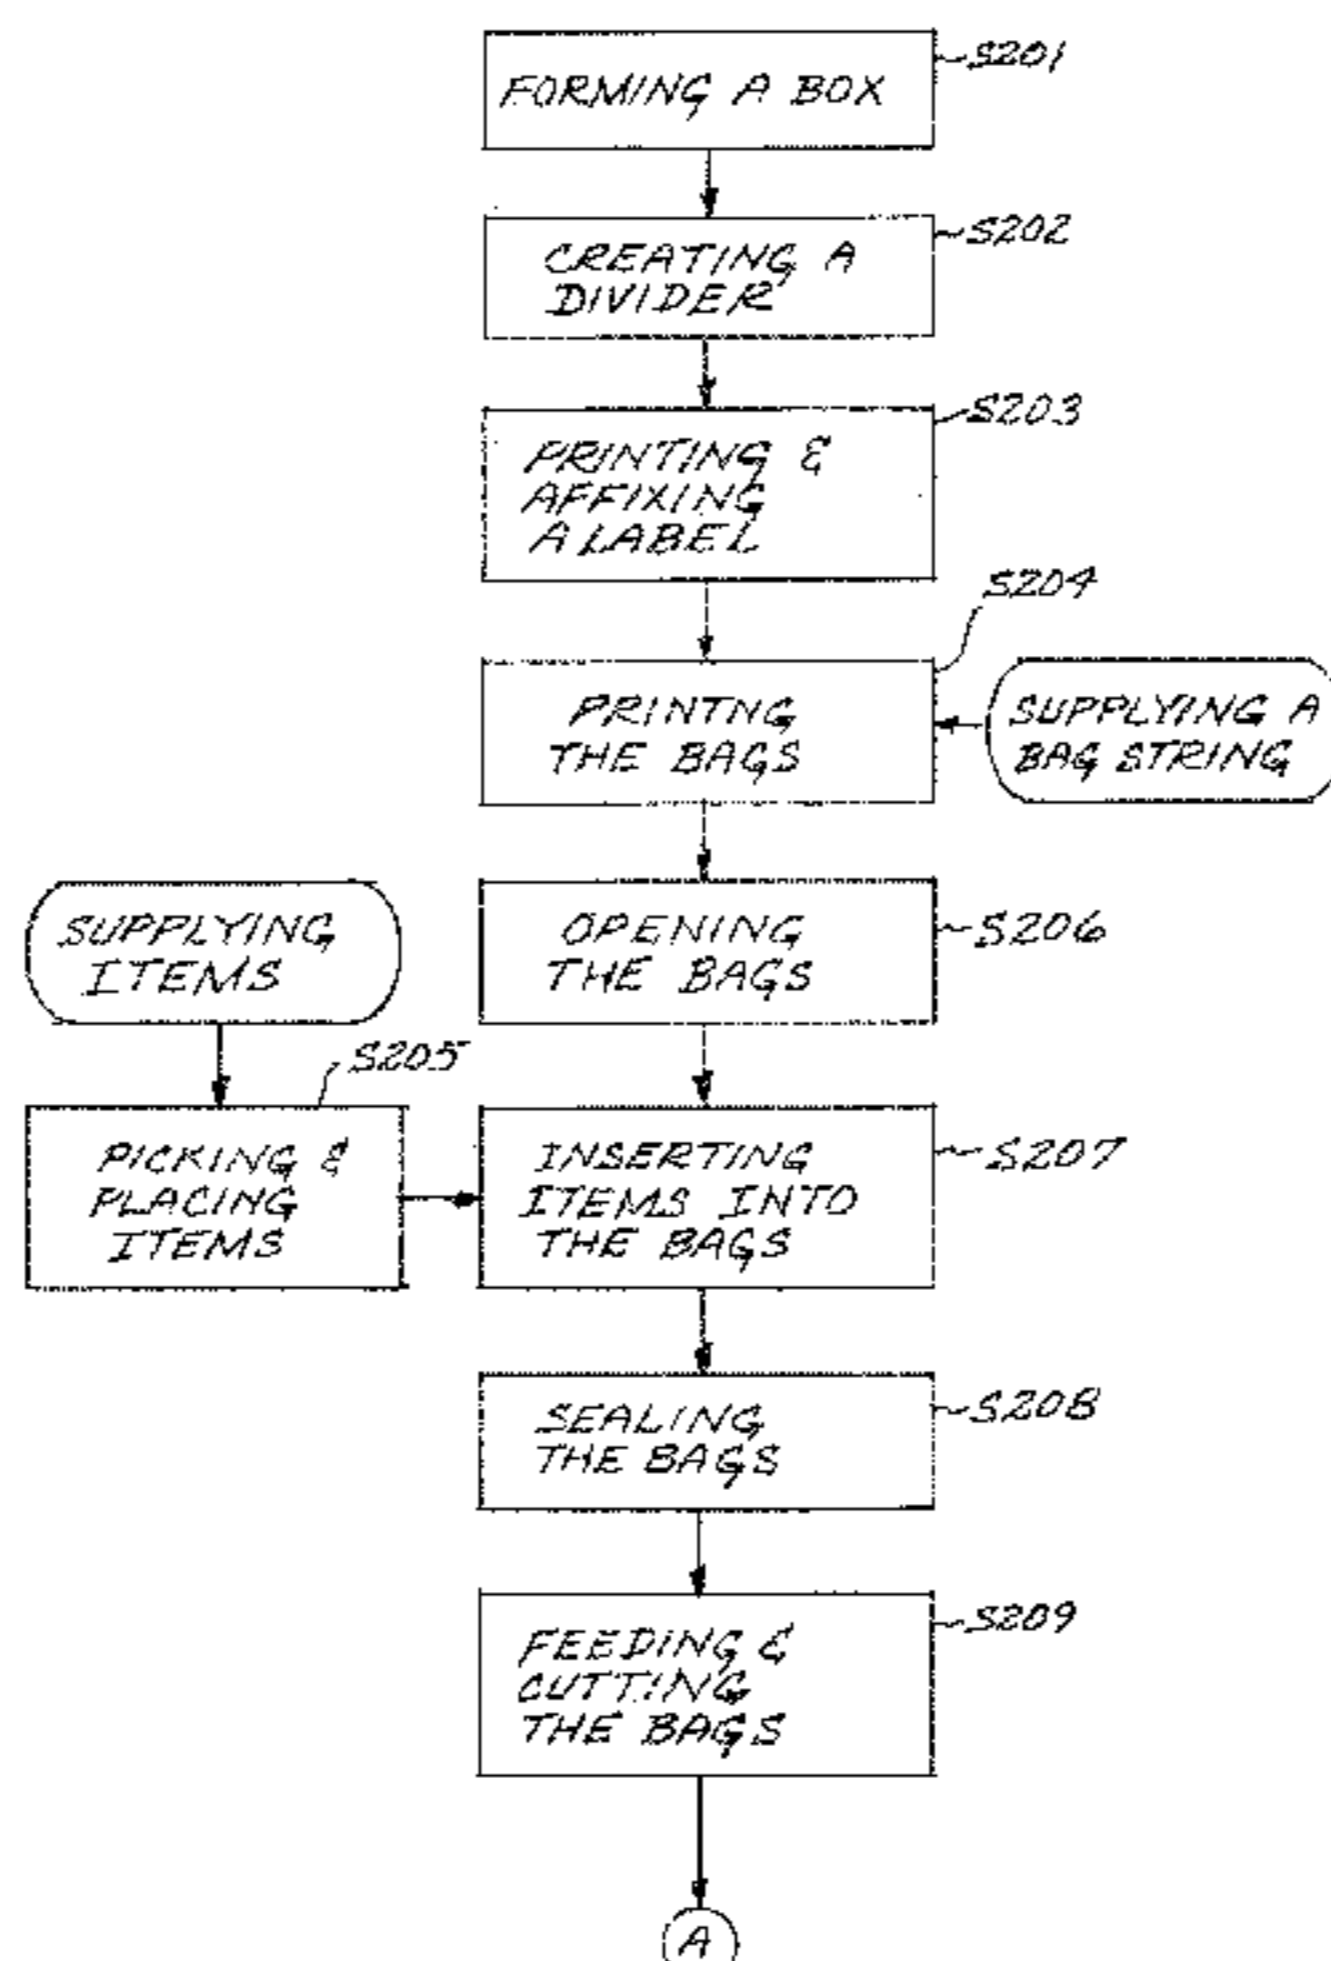 FORMING A BOX
S201
CREATING A
DIVIDER
S202
PRINTING &
AFFIXING
A LABEL
S203
PRINTNG
THE BAGS
S204
SUPPLYING A
BAG STRING
SUPPLYING
ITEMS
OPENING
THE BAGS
S206
PICKING &
PLACING
ITEMS
S205
INSERTING
ITEMS INTO
THE BAGS
S207
SEALING
THE BAGS
S208
FEEDING &
CUTTING
THE BAGS
S209
A